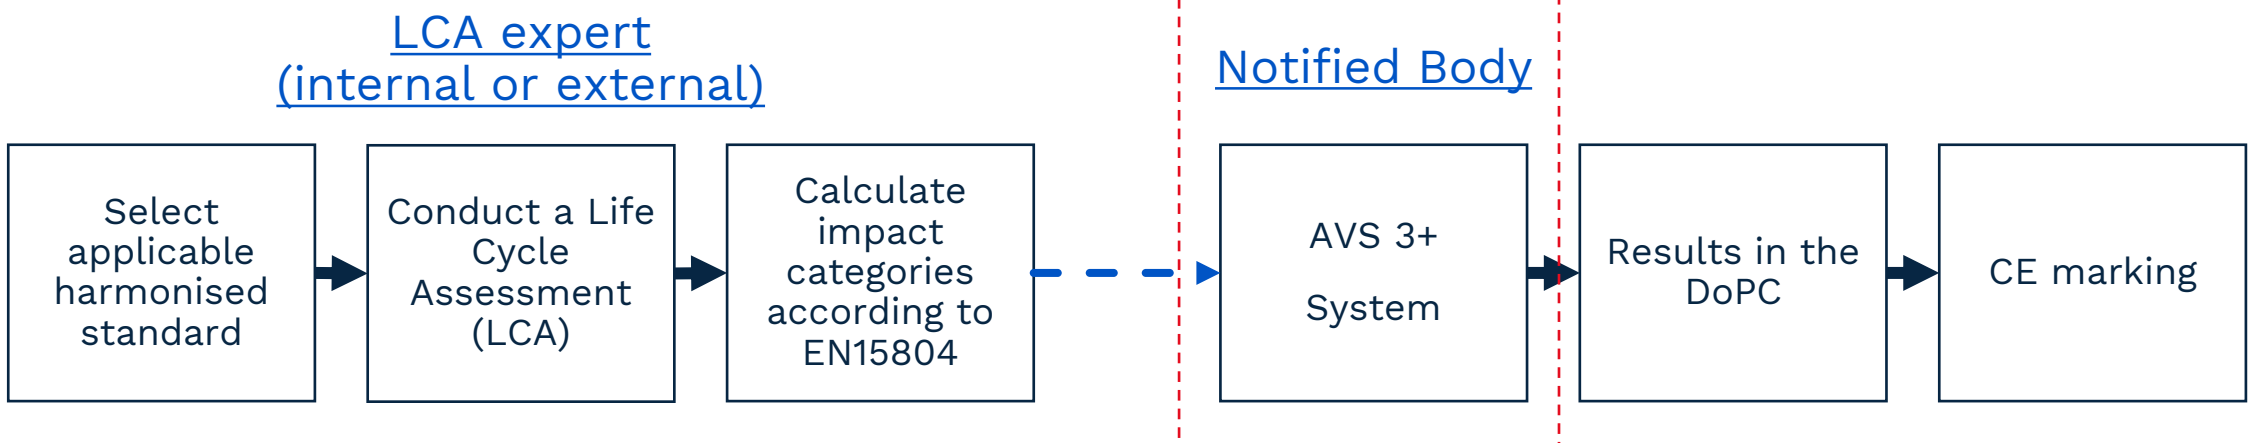 LCA expert
(internal or external)
Notified Body
Select
applicable
harmonised
standard
Conduct a Life
Cycle
Assessment
(LCA)
Calculate
impact
categories
according to
EN15804
AVS 3+
System
Results in the
DoPC
CE marking